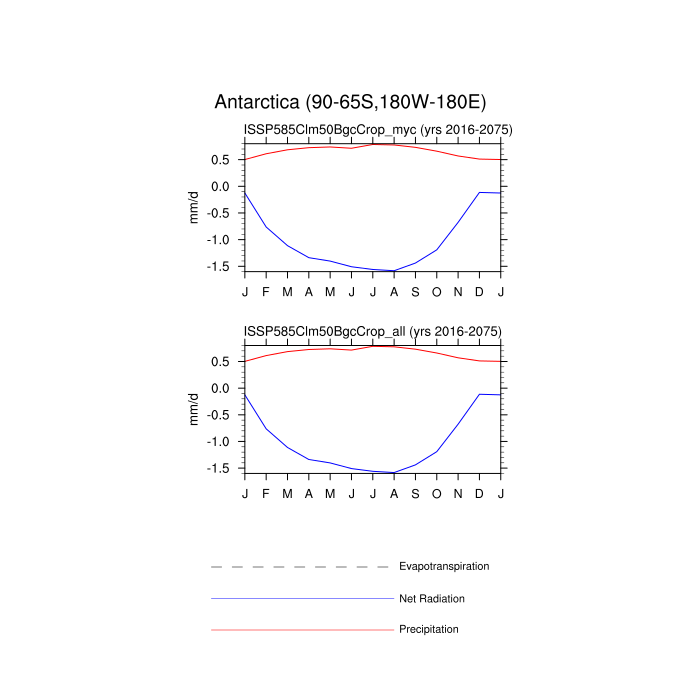 Antarctica (90-65S,180W-180E)
ISSP585Clm50BgcCrop_myc (yrs 2016-2075)
0.5
0.0
-0.5
-1.0
-1.5
mm/d
J F M A M J J A S O N D J
ISSP585Clm50BgcCrop_all (yrs 2016-2075)
0.5
0.0
-0.5
-1.0
-1.5
mm/d
J F M A M J J A S O N D J
Evapotranspiration
Net Radiation
Precipitation